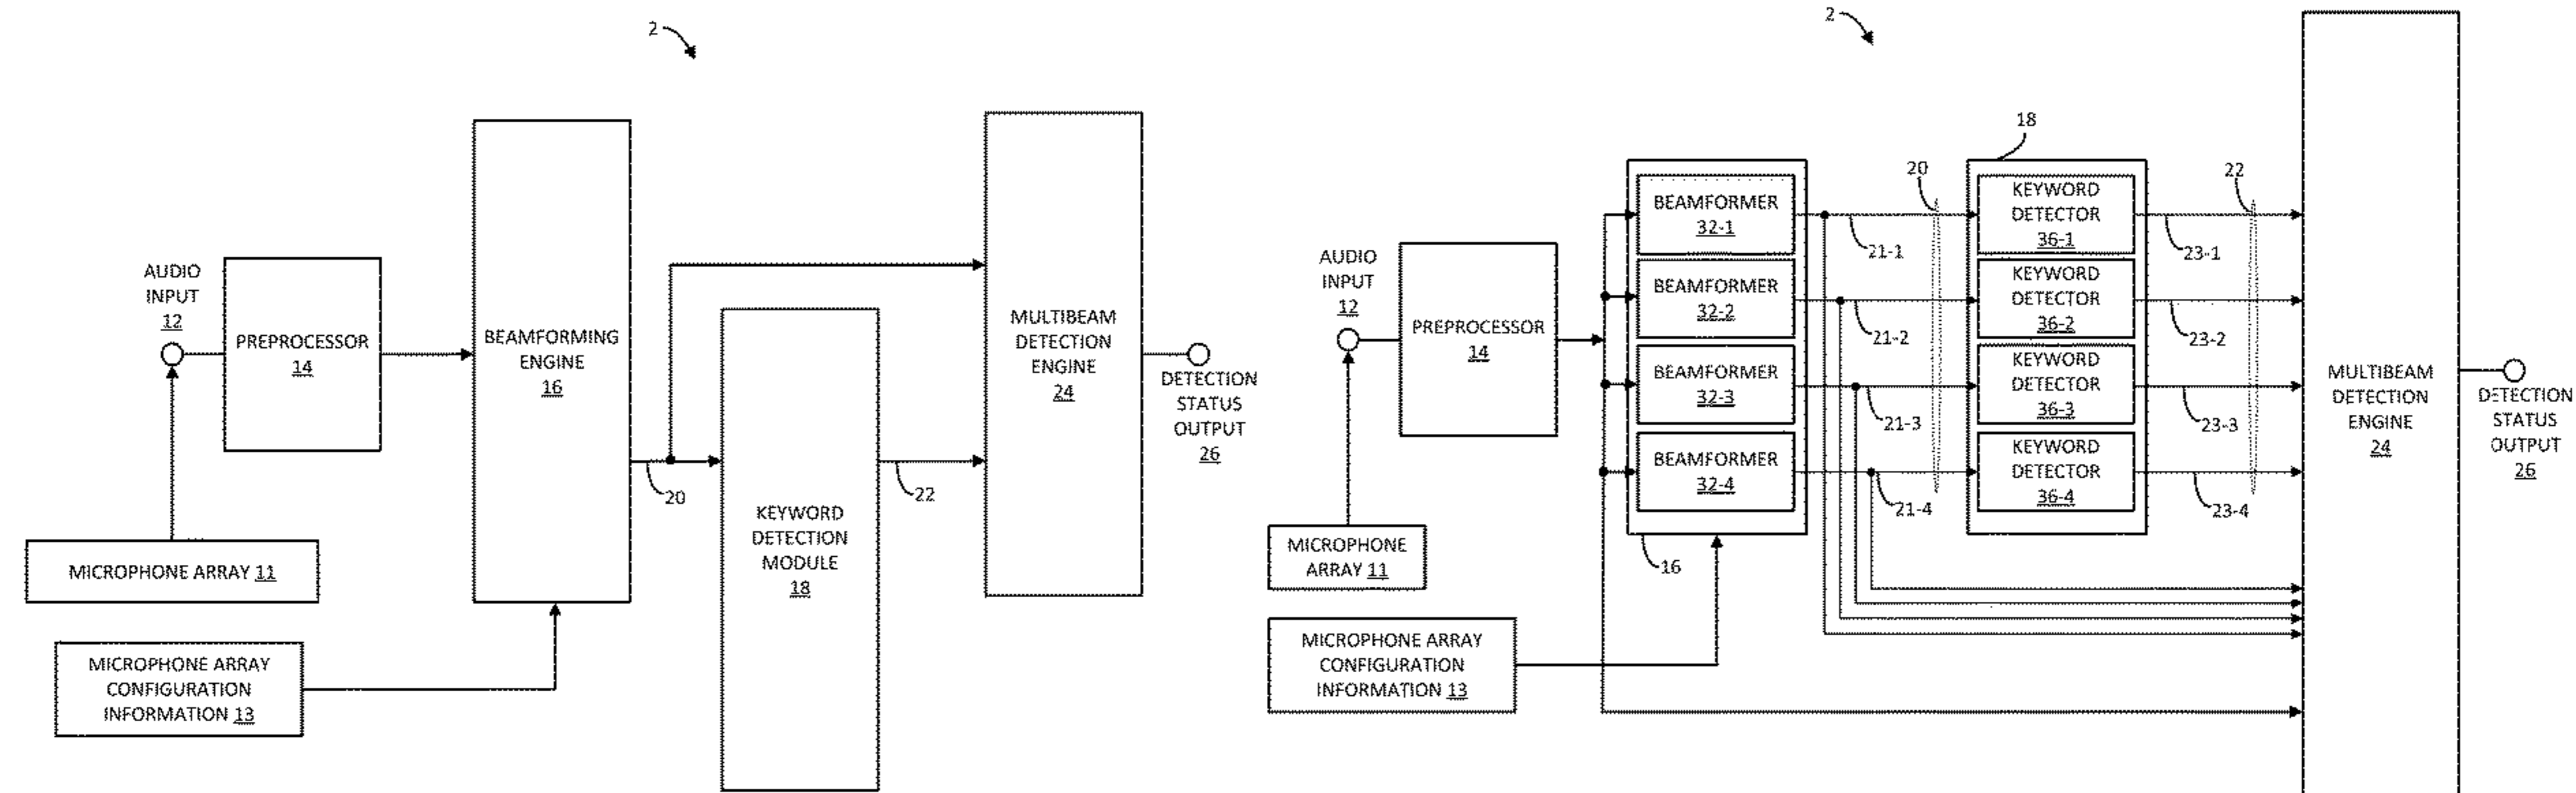 2
AUDIO
INPUT
12
PREPROCESSOR
14
BEAMFORMING
ENGINE
16
MULTIBEAM
DETECTION
ENGINE
24
DETECTION
STATUS
OUTPUT
26
20
22
KEYWORD
DETECTION
MODULE
18
MICROPHONE ARRAY 11
MICROPHONE ARRAY
CONFIGURATION
INFORMATION 13
2
AUDIO
INPUT
12
PREPROCESSOR
14
BEAMFORMER
32-1
BEAMFORMER
32-2
BEAMFORMER
32-3
BEAMFORMER
32-4
16
20
21-1
21-2
21-3
21-4
18
KEYWORD
DETECTOR
36-1
KEYWORD
DETECTOR
36-2
KEYWORD
DETECTOR
36-3
KEYWORD
DETECTOR
36-4
22
23-1
23-2
23-3
23-4
MULTIBEAM
DETECTION
ENGINE
24
DETECTION
STATUS
OUTPUT
26
MICROPHONE
ARRAY 11
MICROPHONE ARRAY
CONFIGURATION
INFORMATION 13